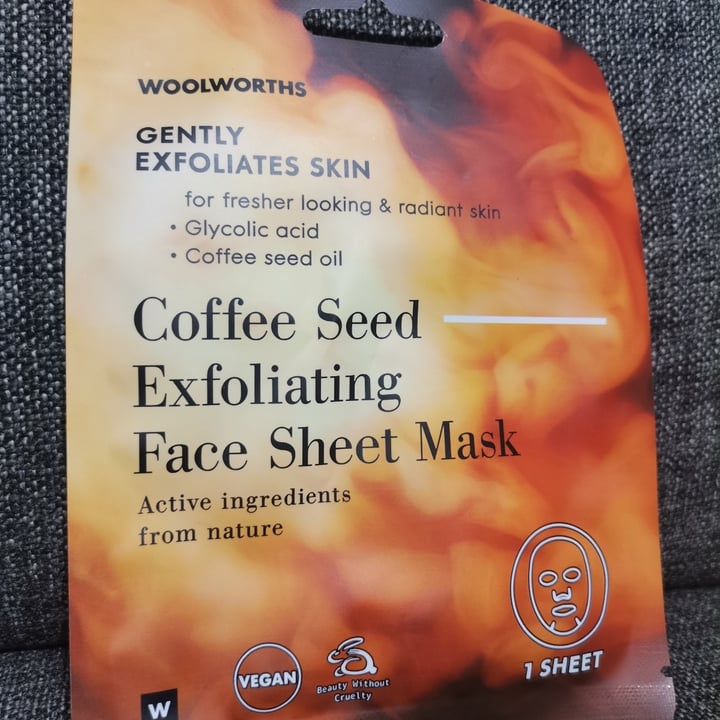 WOOLWORTHS
GENTLY
EXFOLIATES SKIN
for fresher looking & radiant skin
• Glycolic acid
• Coffee seed oil
Coffee Seed
Exfoliating
Face Sheet Mask
Active ingredients
from nature
1 SHEET
VEGAN
Beauty Without
Cruelty
W